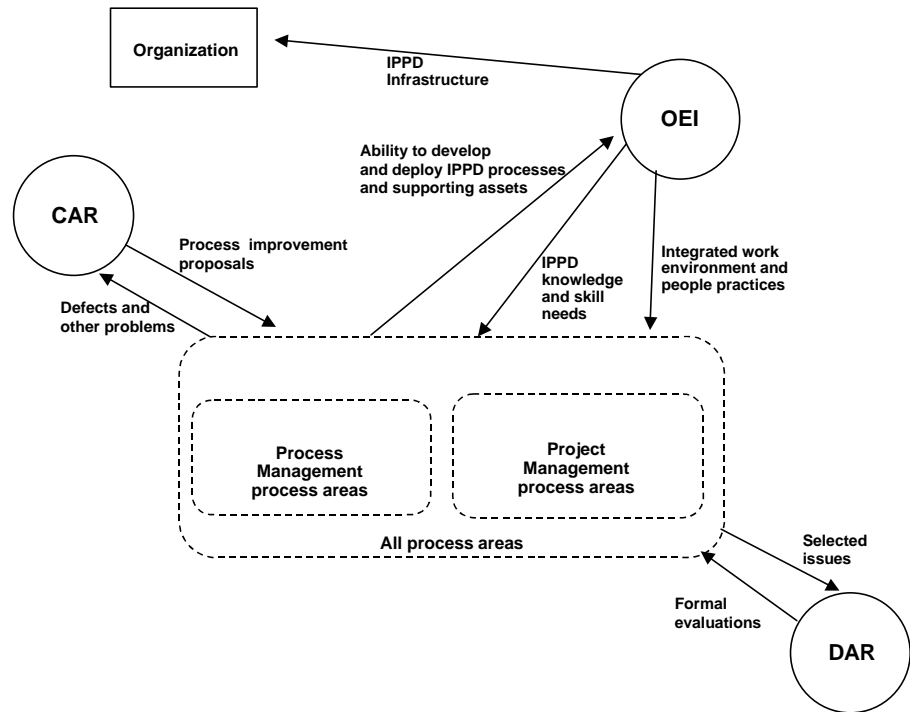 Organization
IPPD
Infrastructure
OEI
Ability to develop
and deploy IPPD processes
and supporting assets
CAR
Process improvement
proposals
IPPD
knowledge
and skill
needs
Integrated work
environment and
people practices
Defects and
other problems
Process
Management
process areas
Project
Management
process areas
All process areas
Selected
issues
Formal
evaluations
DAR